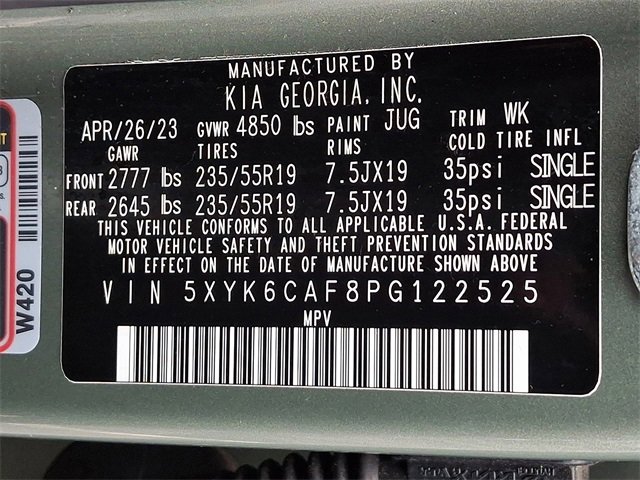 MANUFACTURED BY
KIA GEORGIA, INC.
APR/26/23 GVWR 4850 lbs PAINT JUG TRIM WK
GAWR TIRES RIMS COLD TIRE INFL
FRONT 2777 lbs 235/55R19 7.5JX19 35psi SINGLE
REAR 2645 lbs 235/55R19 7.5JX19 35psi SINGLE
THIS VEHICLE CONFORMS TO ALL APPLICABLE U.S.A. FEDERAL
MOTOR VEHICLE SAFETY AND THEFT PREVENTION STANDARDS
IN EFFECT ON THE DATE OF MANUFACTURE SHOWN ABOVE
VIN 5XYK6CAF8PG122525
MPV
W420